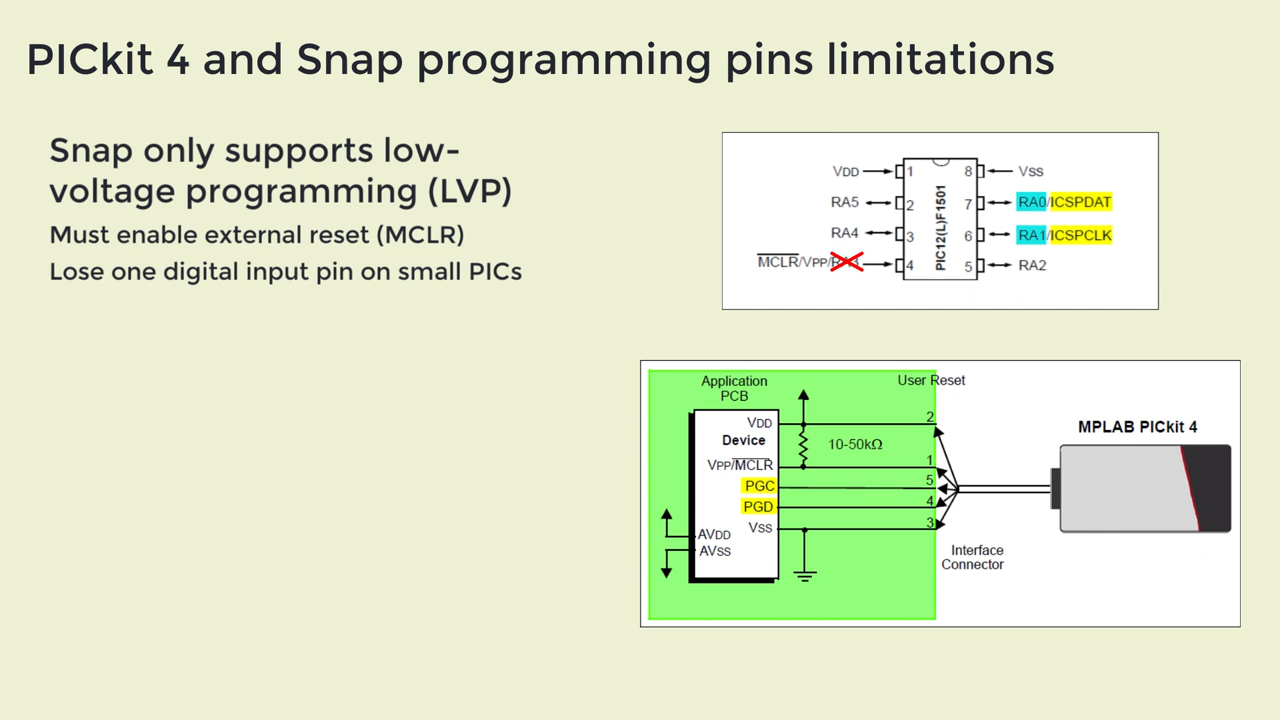 PICkit 4 and Snap programming pins limitations
Snap only supports low-
voltage programming (LVP)
Must enable external reset (MCLR)
Lose one digital input pin on small PICs
VDD 1 8 VSS
RA5 2 7 RA0/ICSPDAT
RA4 3 6 RA1/ICSPCLK
MCLR/VPP/RA3 4 5 RA2
PIC12(L)F1501
Application
PCB
User Reset
VDD 2
Device
10-50kΩ
VPP/MCLR 1
PGC 5
PGD 4
VSS 3
AVDD
AVSS
Interface
Connector
MPLAB PICkit 4